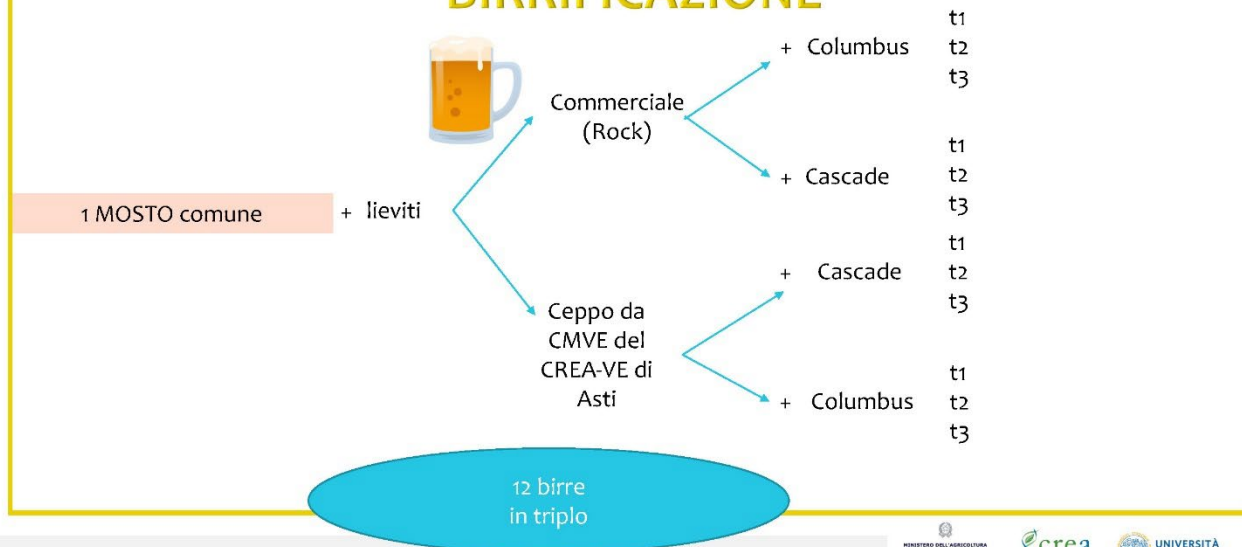 BIRRIFICAZIONE
1 MOSTO comune
+ lieviti
Commerciale
(Rock)
+ Columbus
t1
t2
t3
+ Cascade
t1
t2
t3
Ceppo da
CMVE del
CREA-VE di
Asti
+ Cascade
t1
t2
t3
+ Columbus
t1
t2
t3
12 birre
in triplo
MINISTERO DELL'AGRICOLTURA
crea
UNIVERSITÀ